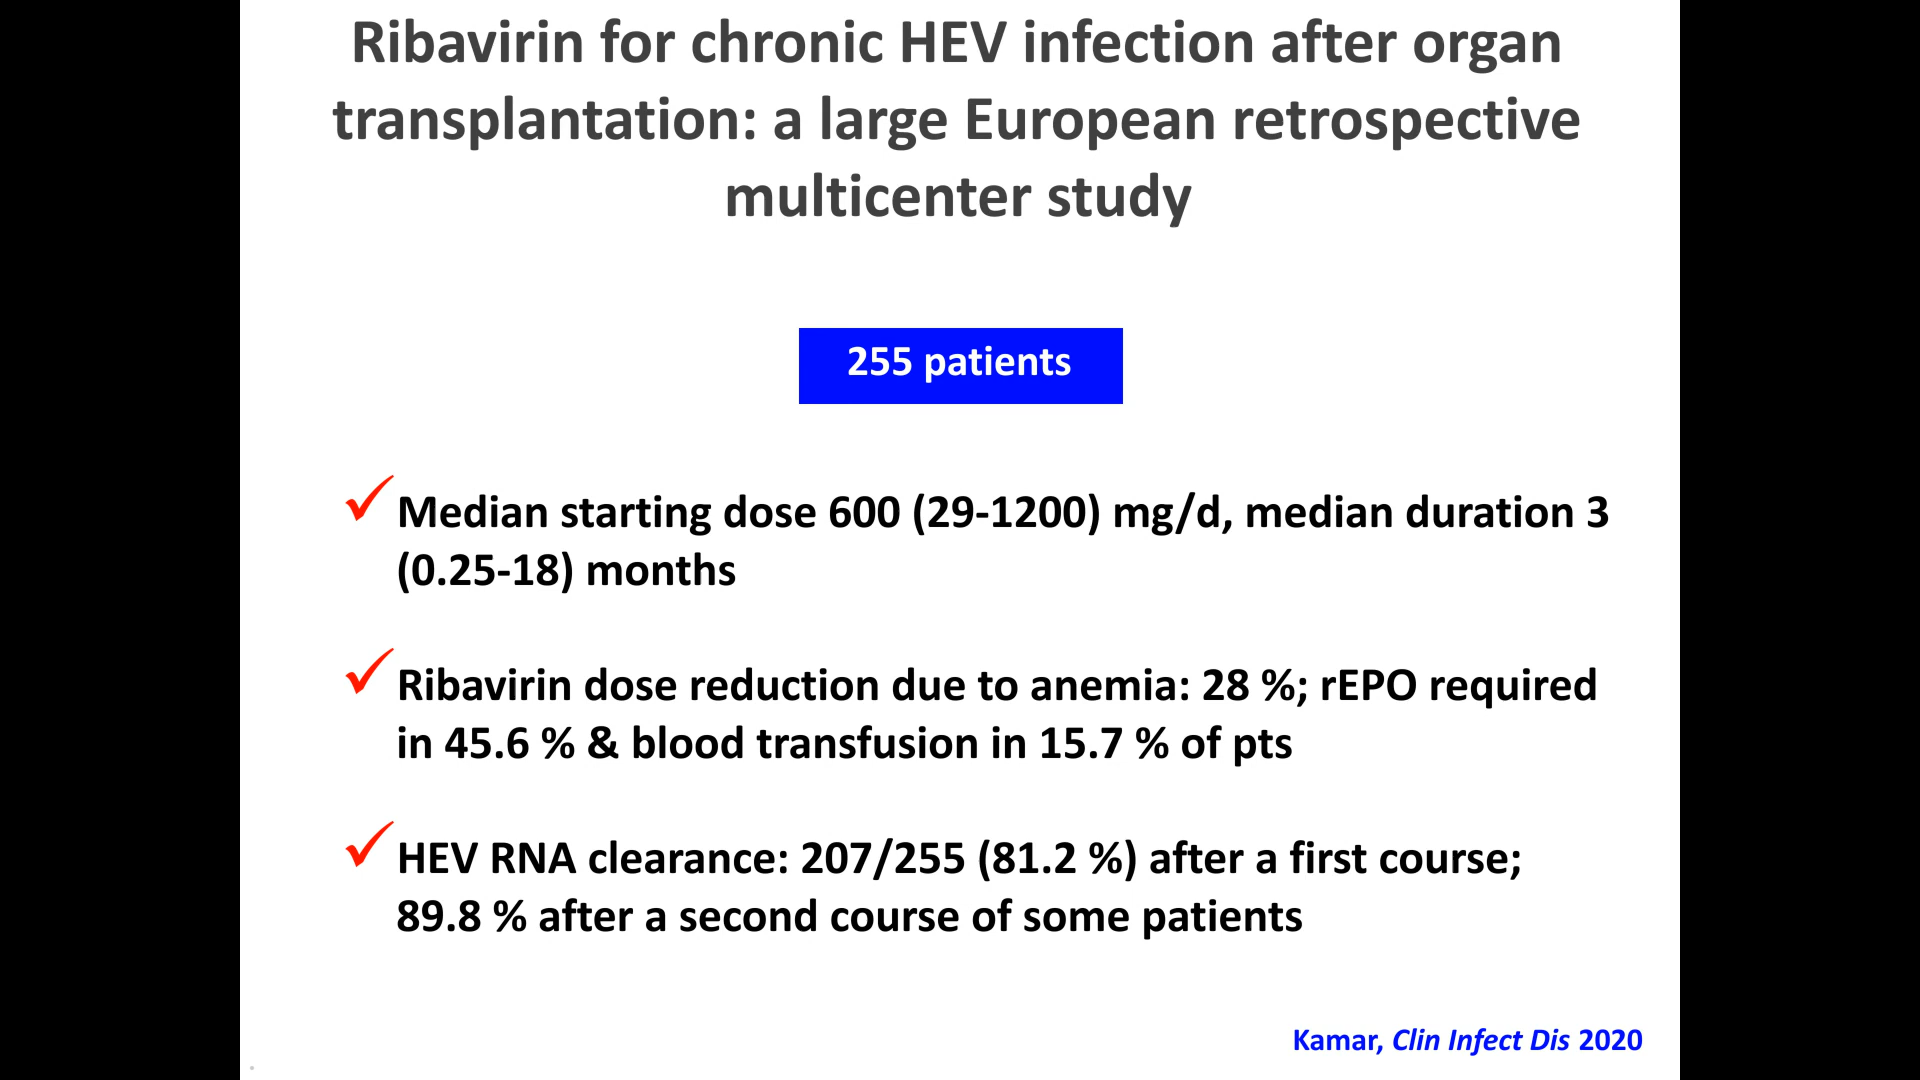 Ribavirin for chronic HEV infection after organ
transplantation: a large European retrospective
multicenter study
255 patients
Median starting dose 600 (29-1200) mg/d, median duration 3
(0.25-18) months
Ribavirin dose reduction due to anemia: 28 %; rEPO required
in 45.6 % & blood transfusion in 15.7 % of pts
HEV RNA clearance: 207/255 (81.2 %) after a first course;
89.8 % after a second course of some patients
Kamar, Clin Infect Dis 2020